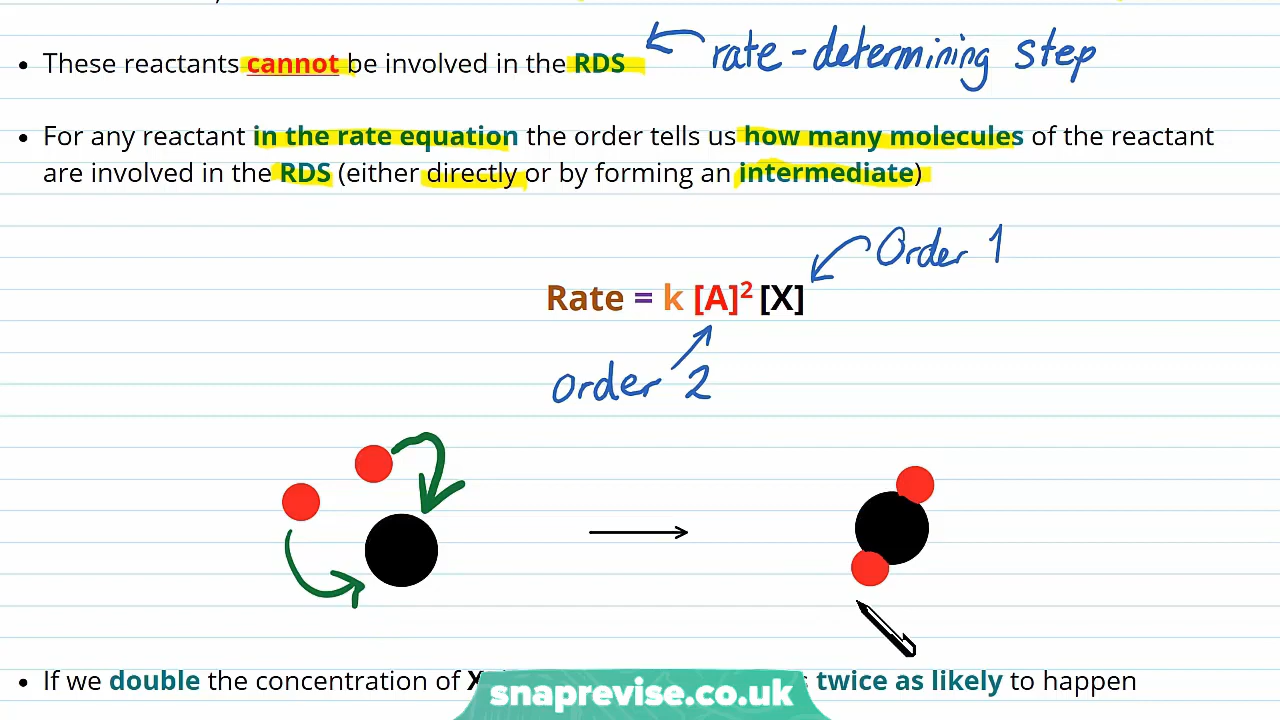 These reactants cannot be involved in the RDS
rate-determining step
For any reactant in the rate equation the order tells us how many molecules of the reactant
are involved in the RDS (either directly or by forming an intermediate)
Order 1
Rate = k [A]² [X]
order 2
If we double the concentration of X twice as likely to happen
snaprevise.co.uk